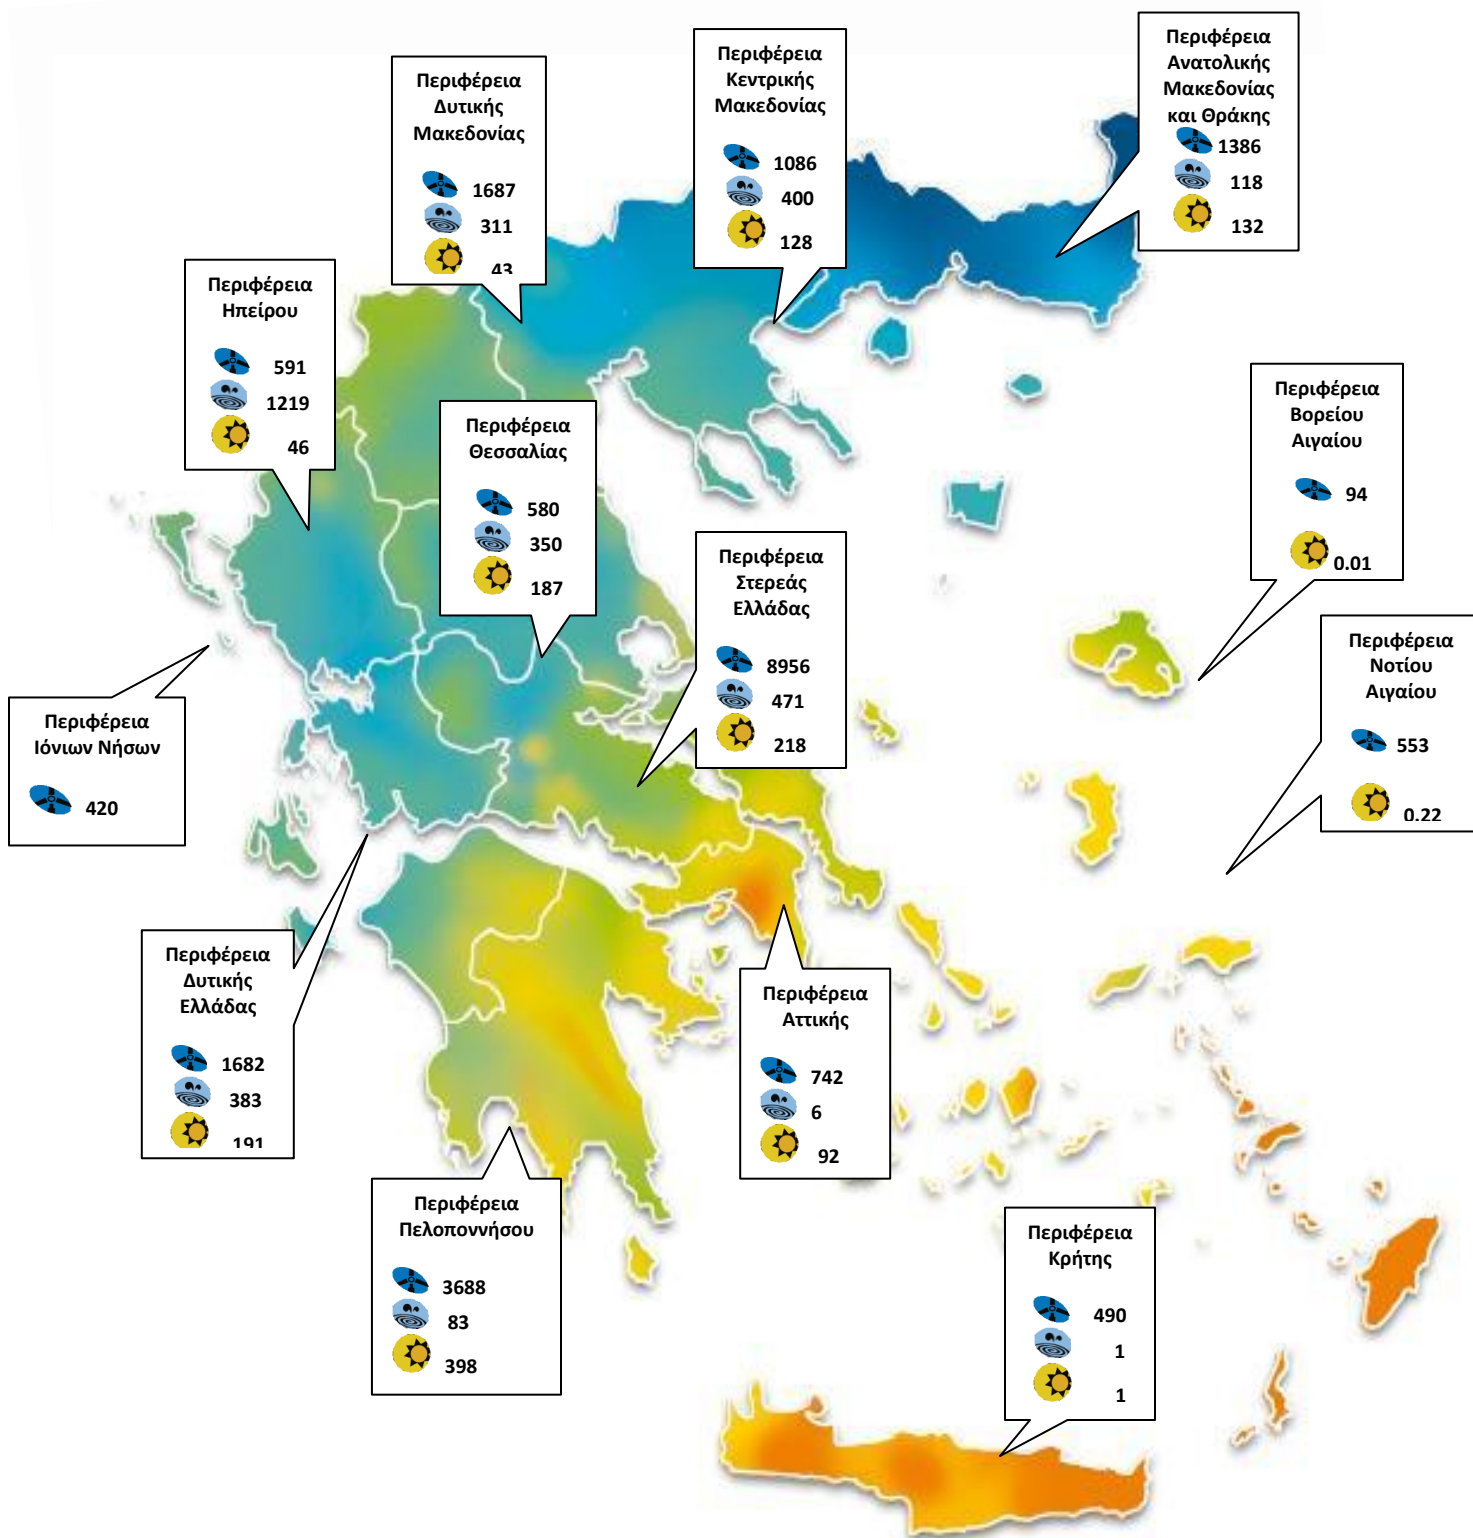 Περιφέρεια
Ανατολικής
Μακεδονίας
και Θράκης
1386
118
132
Περιφέρεια
Κεντρικής
Μακεδονίας
1086
400
128
Περιφέρεια
Δυτικής
Μακεδονίας
1687
311
43
Περιφέρεια
Ηπείρου
591
1219
46
Περιφέρεια
Θεσσαλίας
580
350
187
Περιφέρεια
Βορείου
Αιγαίου
94
0.01
Περιφέρεια
Στερεάς
Ελλάδας
8956
471
218
Περιφέρεια
Νοτίου
Αιγαίου
553
0.22
Περιφέρεια
Ιόνιων Νήσων
420
Περιφέρεια
Δυτικής
Ελλάδας
1682
383
191
Περιφέρεια
Αττικής
742
6
92
Περιφέρεια
Πελοποννήσου
3688
83
398
Περιφέρεια
Κρήτης
490
1
1